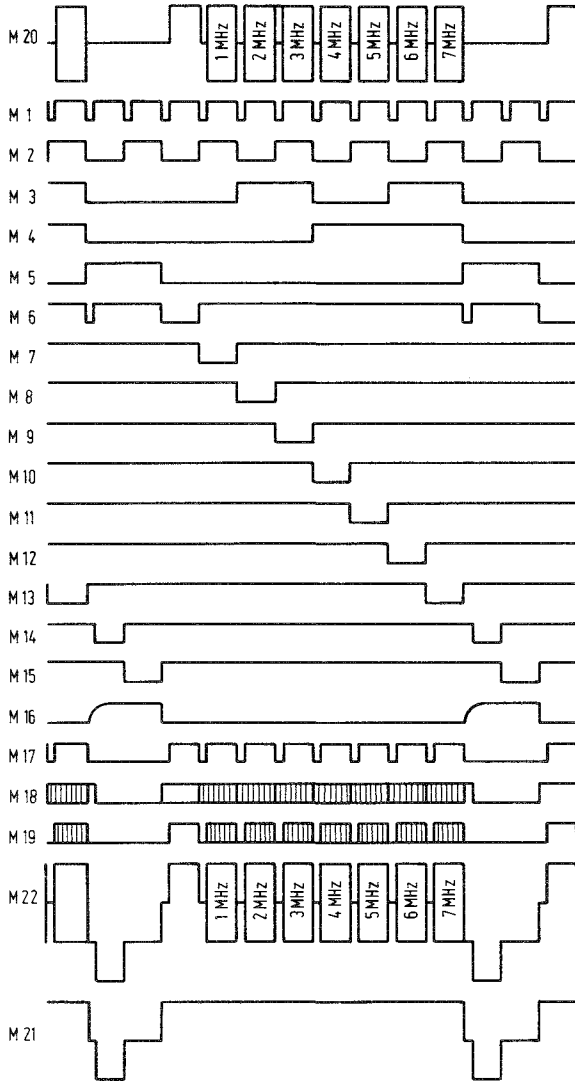 M 20
1 MHz
2 MHz
3 MHz
4 MHz
5 MHz
6 MHz
7 MHz
M 1
M 2
M 3
M 4
M 5
M 6
M 7
M 8
M 9
M 10
M 11
M 12
M 13
M 14
M 15
M 16
M 17
M 18
M 19
M 22
1 MHz
2 MHz
3 MHz
4 MHz
5 MHz
6 MHz
7 MHz
M 21